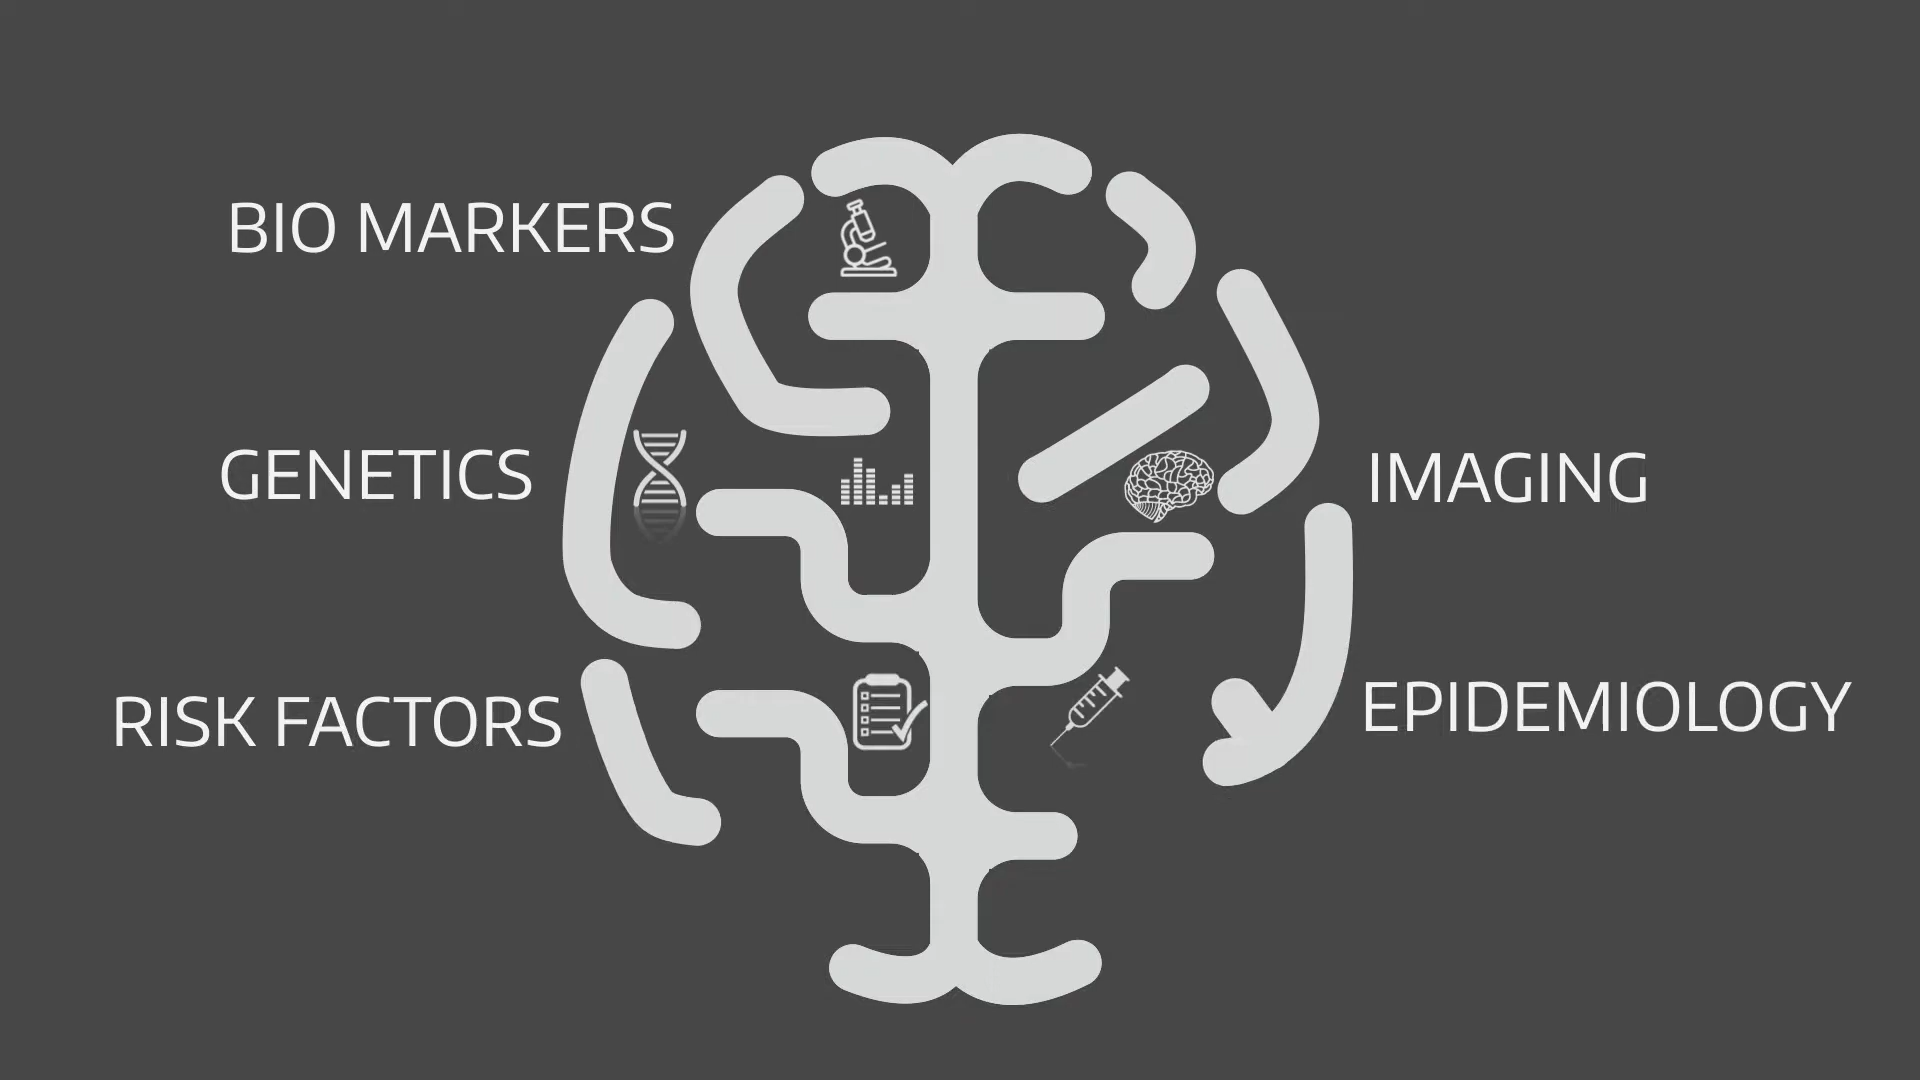 BIO MARKERS
GENETICS
IMAGING
RISK FACTORS
EPIDEMIOLOGY